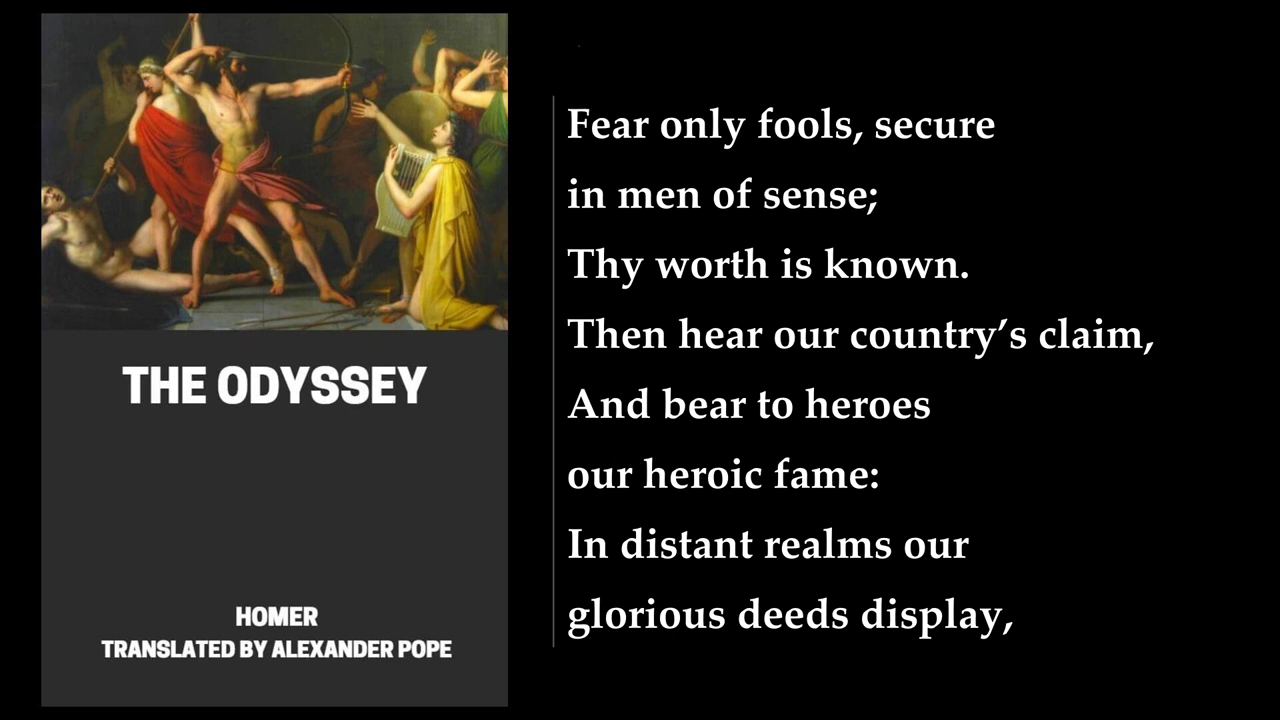 THE ODYSSEY
HOMER
TRANSLATED BY ALEXANDER POPE
Fear only fools, secure
in men of sense;
Thy worth is known.
Then hear our country’s claim,
And bear to heroes
our heroic fame:
In distant realms our
glorious deeds display,